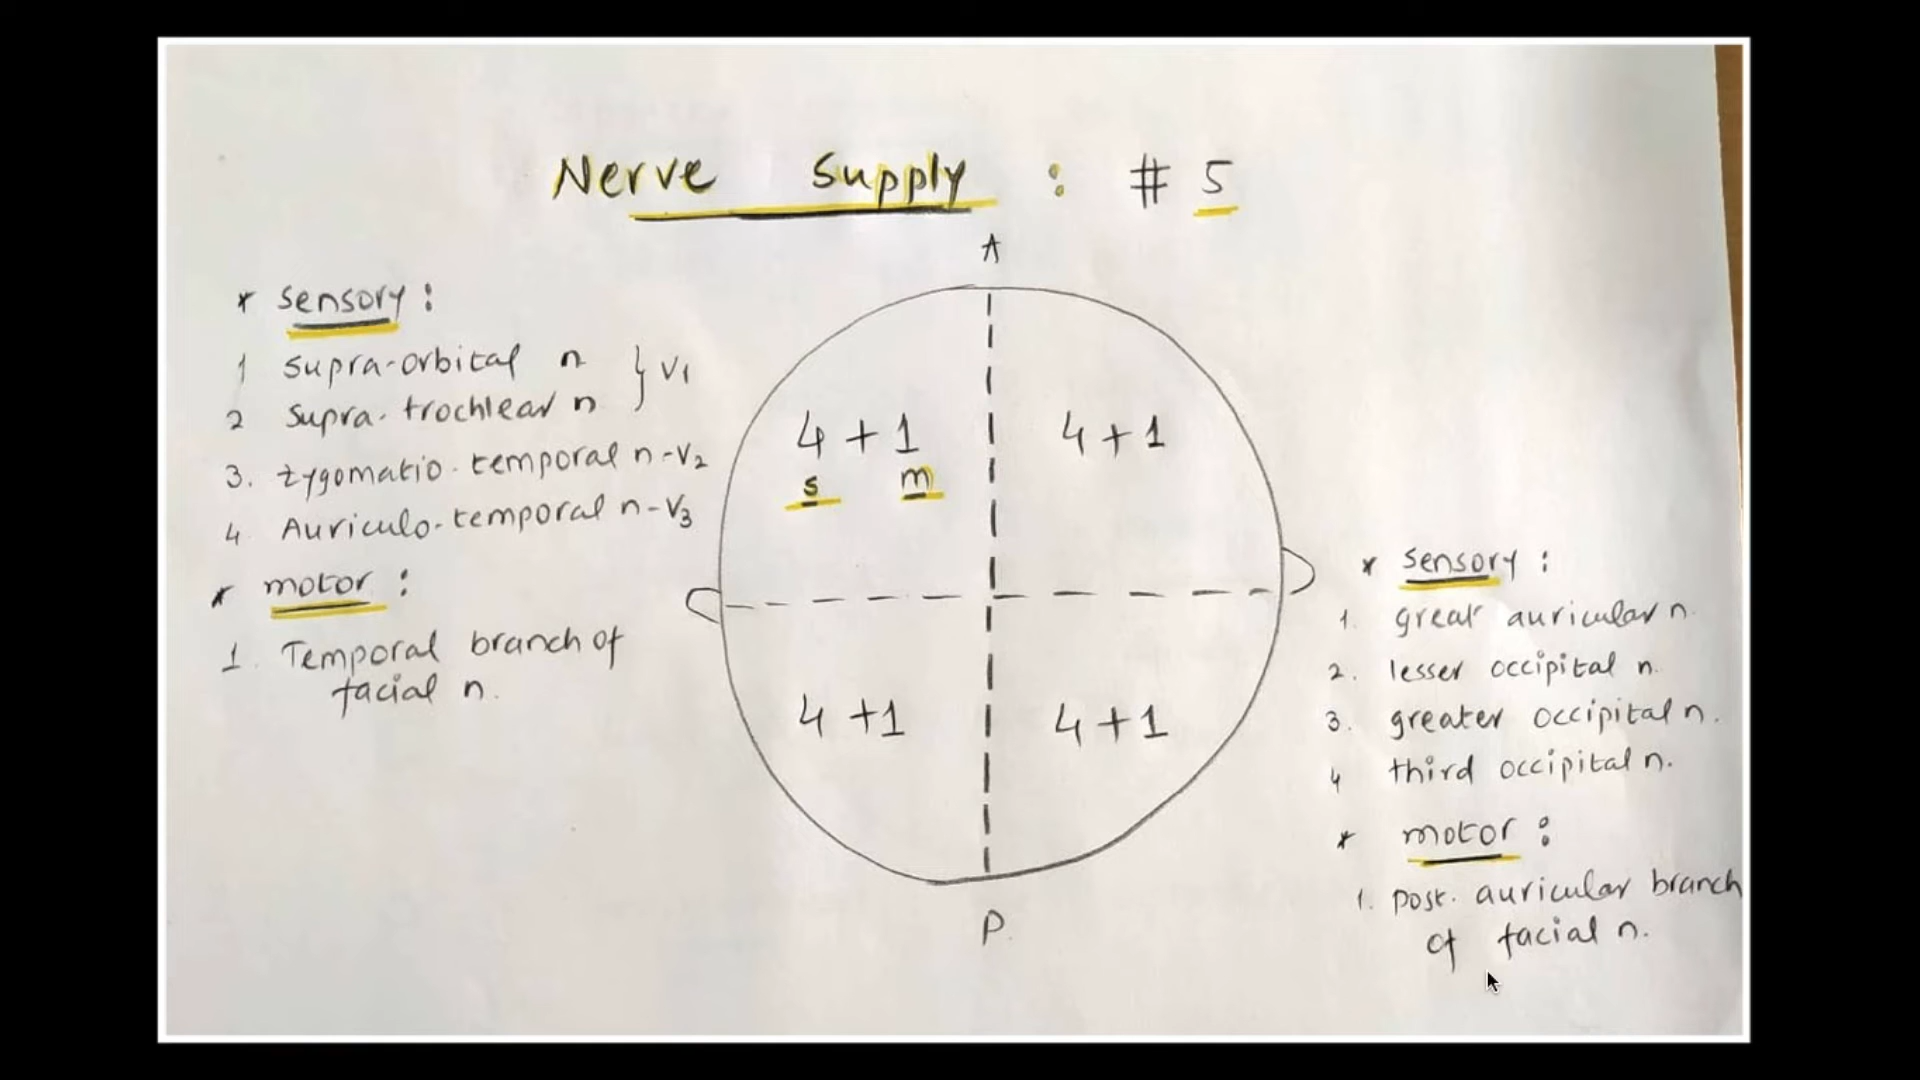 Nerve Supply : # 5
A
* Sensory :
1 Supra-orbital n
2 Supra-trochlear n
} V1
3. Zygomatio-temporal n-V2
4 Auriculo-temporal n-V3
* motor :
1. Temporal branch of
facial n.
4 + 1
s m
4 + 1
4 + 1
4 + 1
P.
* Sensory :
1. great auricular n.
2. lesser occipital n.
3. greater occipital n.
4 third occipital n.
* motor :
1. post. auricular branch
of facial n.